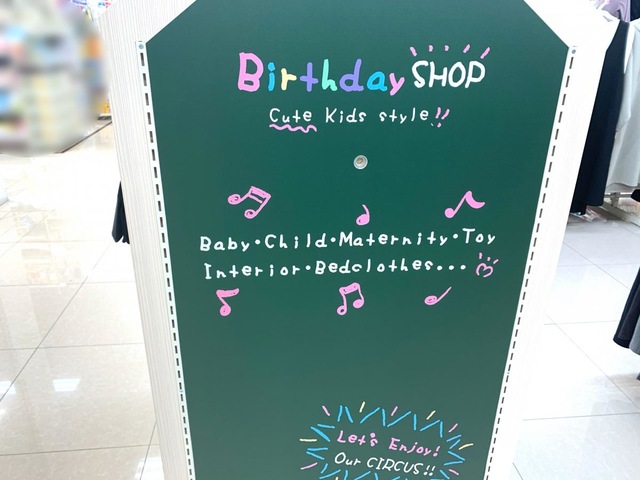 Birthday SHOP
Cute Kids style!!
Baby・Child・Maternity・Toy
Interior・Bedclothes...
Let's Enjoy!
Our CIRCUS!!